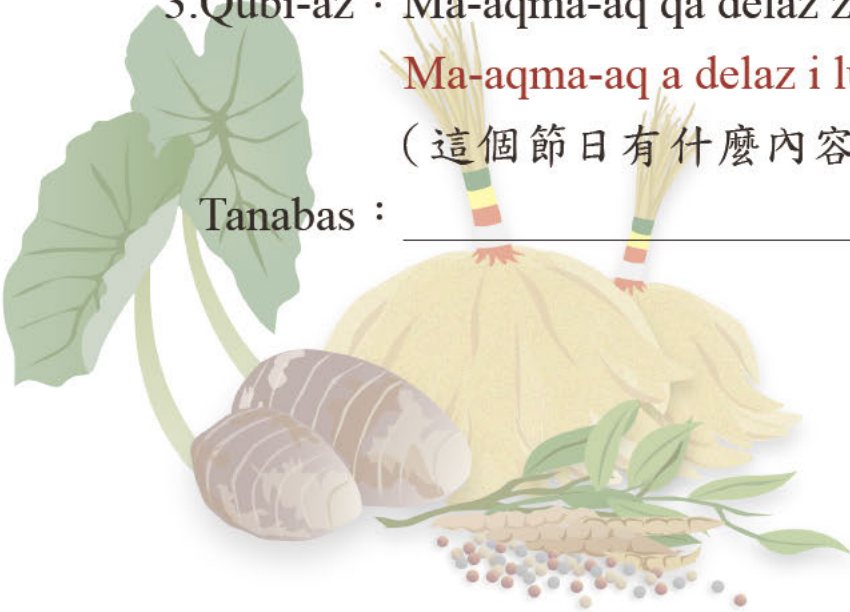 3.Qubi-az：Ma-aqma-aq qa delaz z
Ma-aqma-aq a delaz i l
（這個節日有什麼內容
Tanabas：